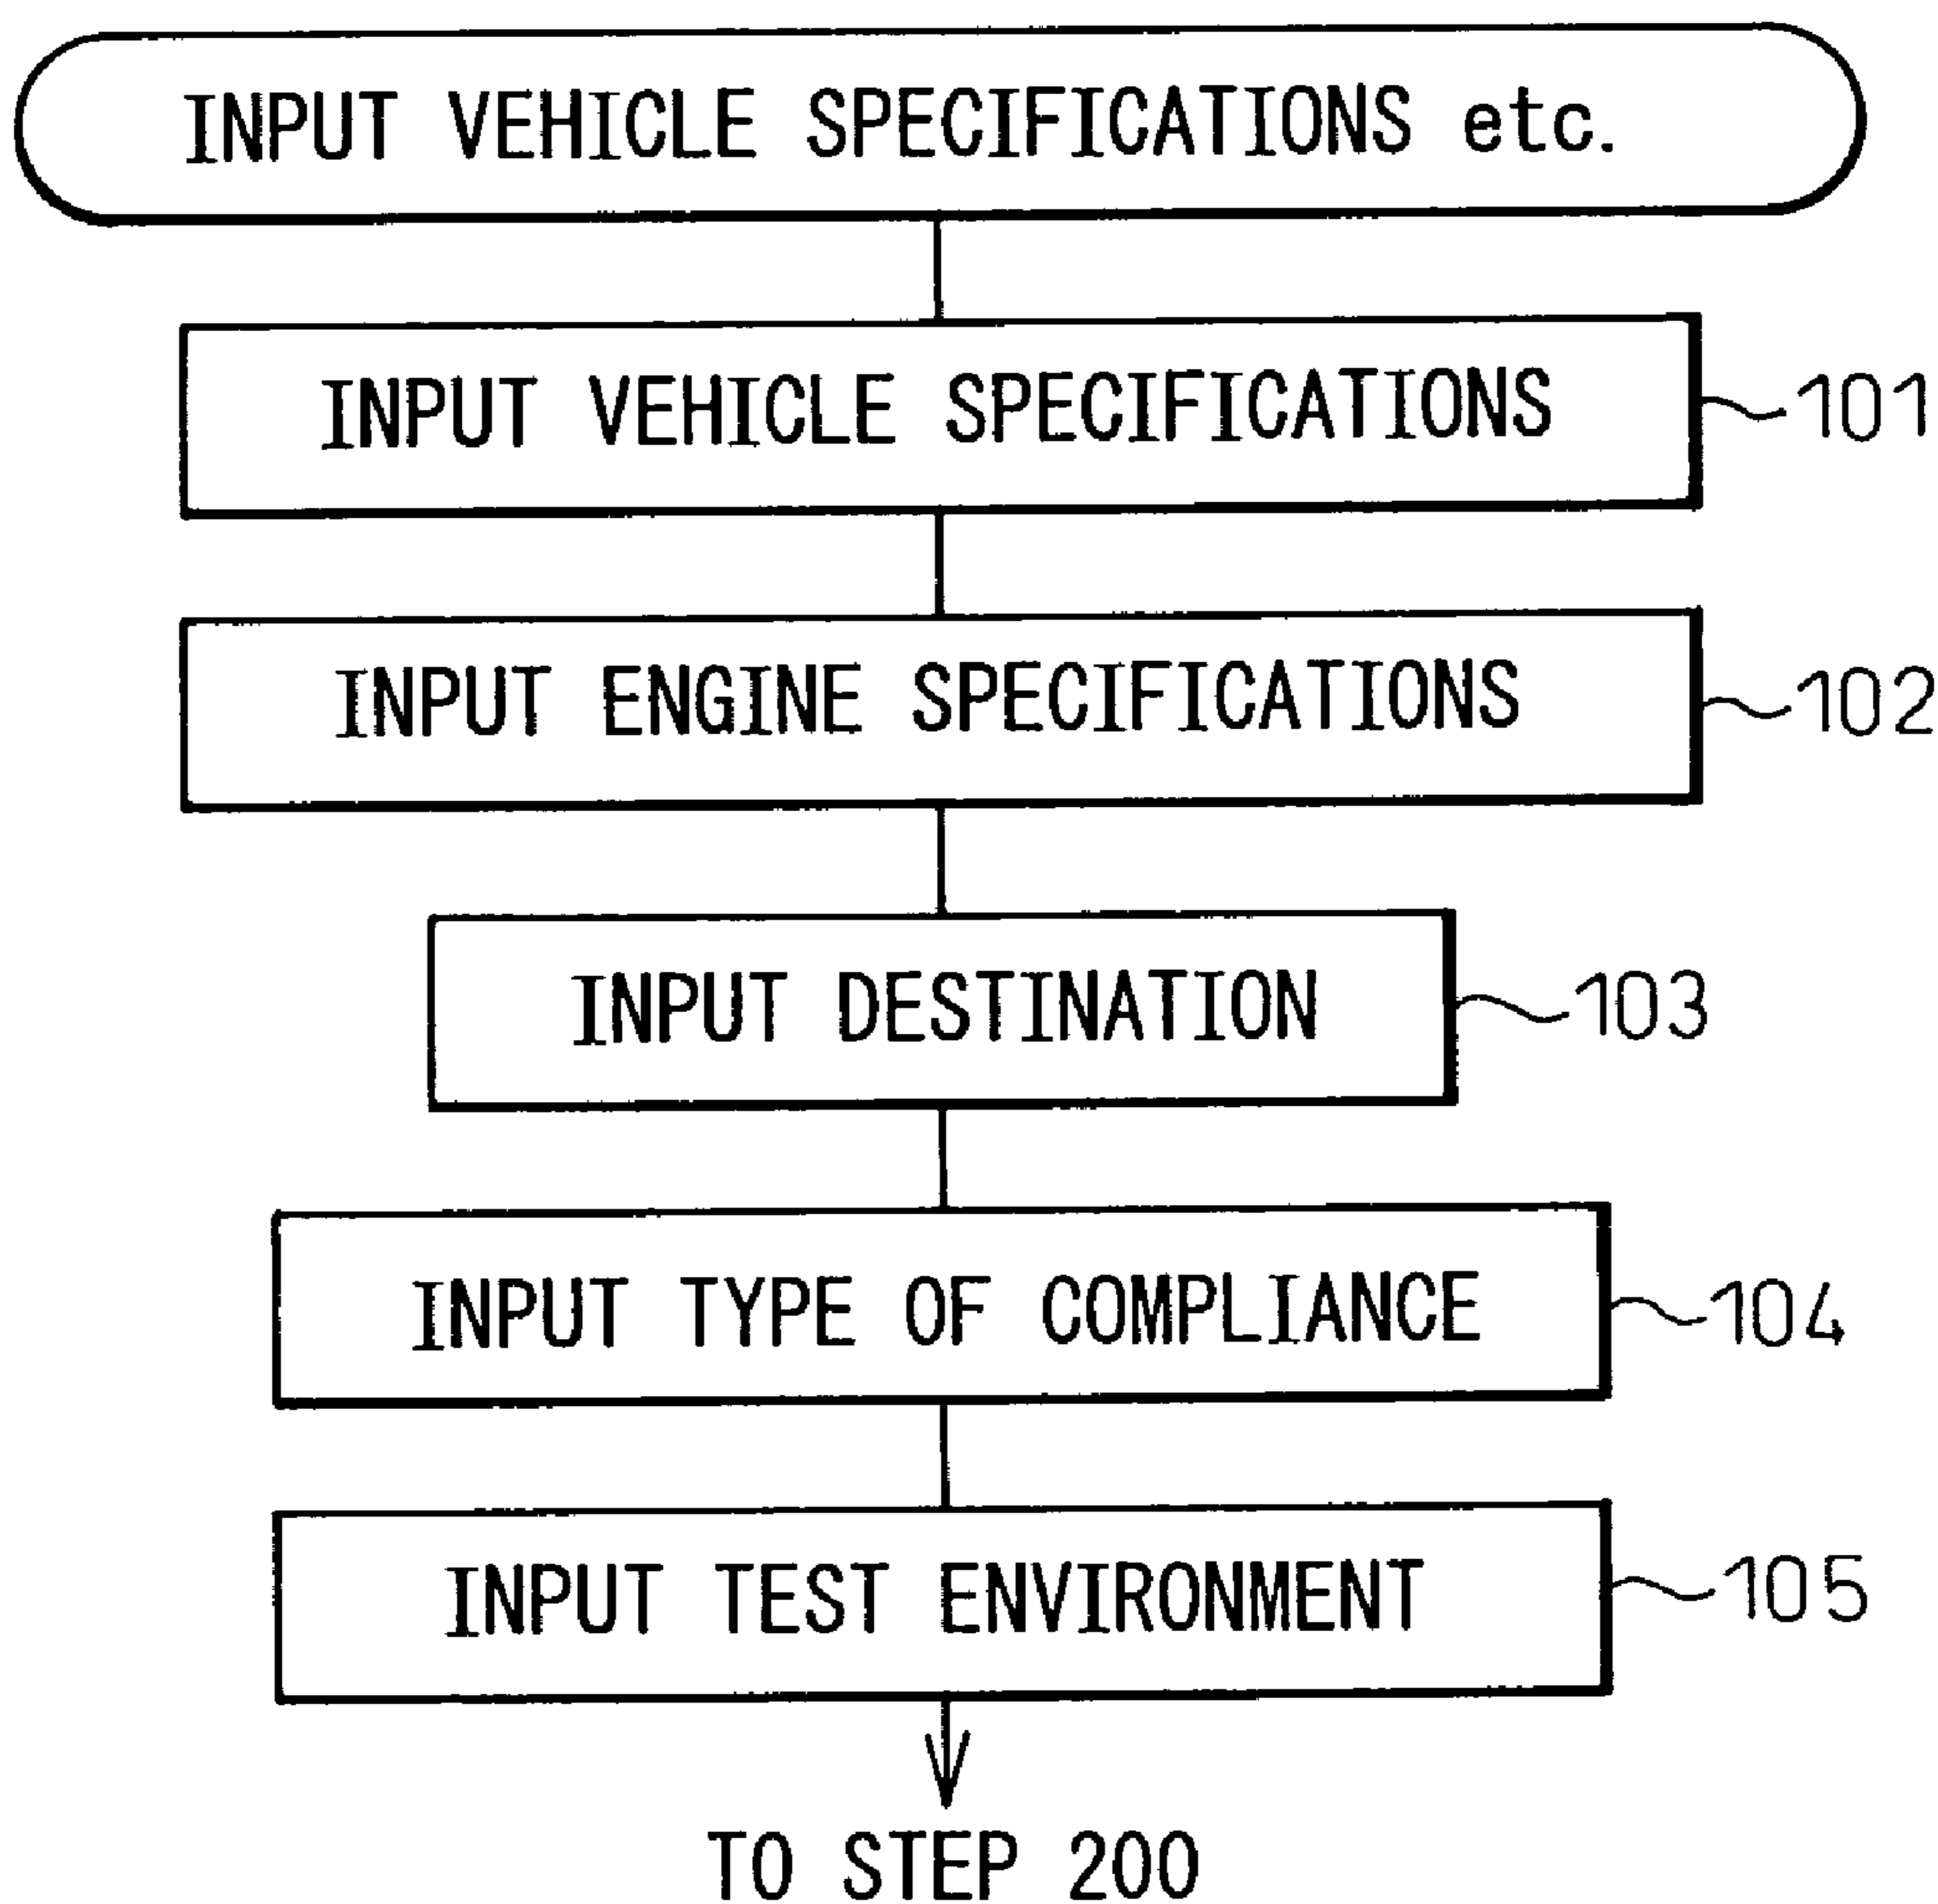 INPUT VEHICLE SPECIFICATIONS etc.
INPUT VEHICLE SPECIFICATIONS 101
INPUT ENGINE SPECIFICATIONS 102
INPUT DESTINATION 103
INPUT TYPE OF COMPLIANCE 104
INPUT TEST ENVIRONMENT 105
TO STEP 200